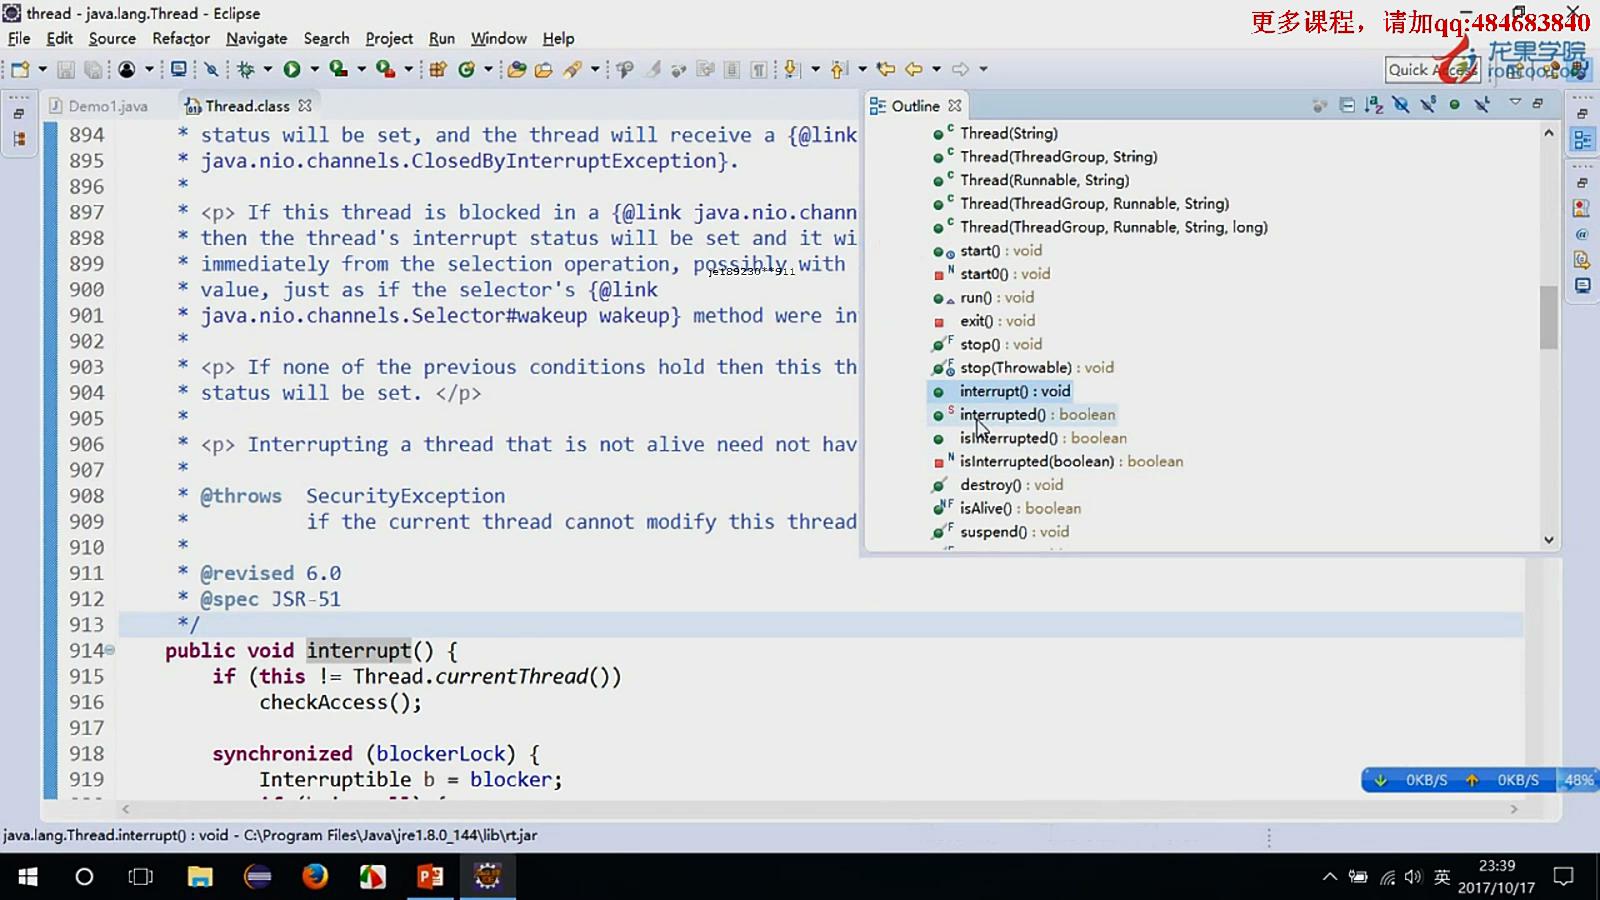 thread - java.lang.Thread - Eclipse
更多课程，请加qq:484683840
File Edit Source Refactor Navigate Search Project Run Window Help
Quick Access
龙果学院
Demo1.java
Thread.class
Outline
894 * status will be set, and the thread will receive a {@link
895 * java.nio.channels.ClosedByInterruptException}.
896 *
897 * <p> If this thread is blocked in a {@link java.nio.chann
898 * then the thread's interrupt status will be set and it wi
899 * immediately from the selection operation, possibly with
je189230**911
900 * value, just as if the selector's {@link
901 * java.nio.channels.Selector#wakeup wakeup} method were in
902 *
903 * <p> If none of the previous conditions hold then this th
904 * status will be set. </p>
905 *
906 * <p> Interrupting a thread that is not alive need not hav
907 *
908 * @throws SecurityException
909 * if the current thread cannot modify this thread
910 *
911 * @revised 6.0
912 * @spec JSR-51
913 */
914 public void interrupt() {
915 if (this != Thread.currentThread())
916 checkAccess();
917
918 synchronized (blockerLock) {
919 Interruptible b = blocker;
Thread(String)
Thread(ThreadGroup, String)
Thread(Runnable, String)
Thread(ThreadGroup, Runnable, String)
Thread(ThreadGroup, Runnable, String, long)
start() : void
start0() : void
run() : void
exit() : void
stop() : void
stop(Throwable) : void
interrupt() : void
interrupted() : boolean
isInterrupted() : boolean
isInterrupted(boolean) : boolean
destroy() : void
isAlive() : boolean
suspend() : void
0KB/S 0KB/S 48%
java.lang.Thread.interrupt() : void - C:\Program Files\Java\jre1.8.0_144\lib\rt.jar
英
23:39
2017/10/17